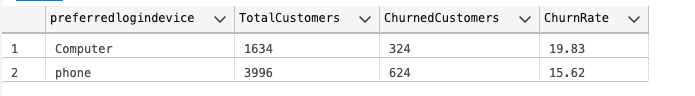 preferredlogindevice TotalCustomers ChurnedCustomers ChurnRate
1 Computer 1634 324 19.83
2 phone 3996 624 15.62